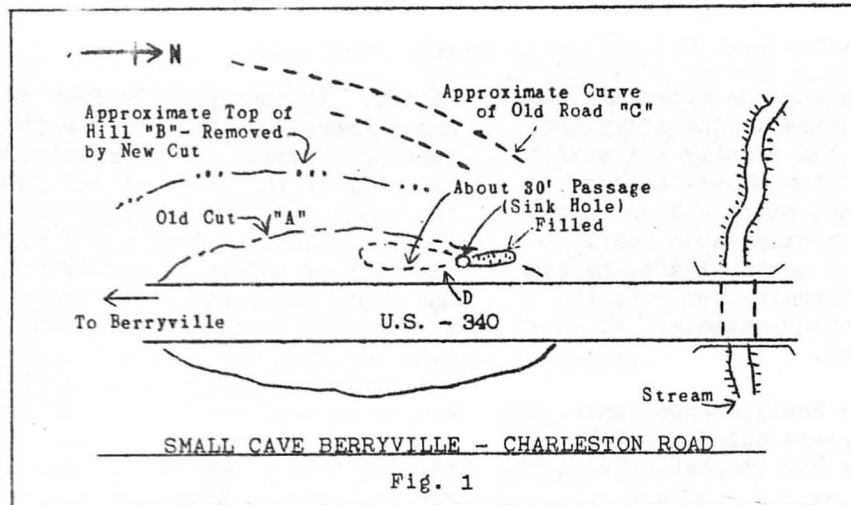 N
Approximate Curve
of Old Road "C"
Approximate Top of
Hill "B"- Removed
by New Cut
About 30' Passage
(Sink Hole)
Filled
Old Cut "A"
D
To Berryville
U.S. - 340
Stream
SMALL CAVE BERRYVILLE - CHARLESTON ROAD
Fig. 1